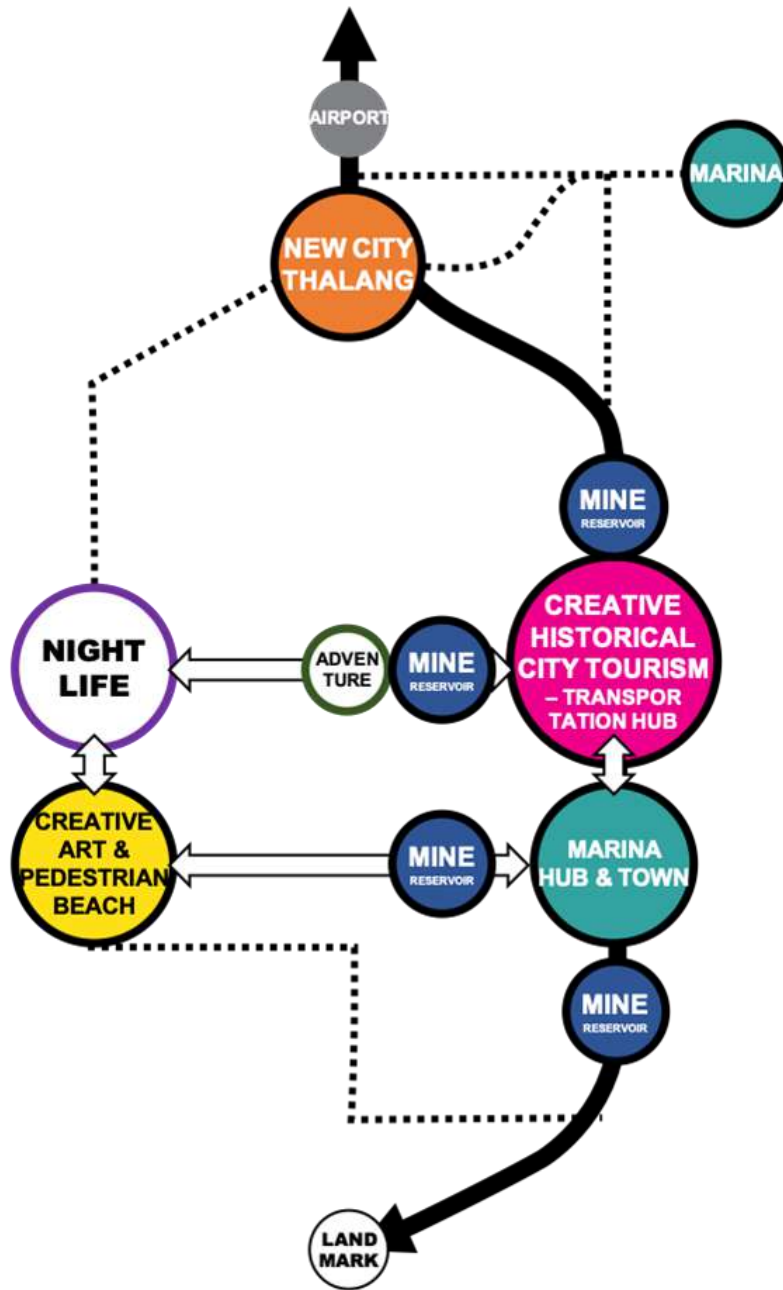 AIRPORT
MARINA
NEW CITY
THALANG
MINE
RESERVOIR
CREATIVE
HISTORICAL
CITY TOURISM
– TRANSPOR
TATION HUB
NIGHT
LIFE
ADVEN
TURE
MINE
RESERVOIR
CREATIVE
ART &
PEDESTRIAN
BEACH
MINE
RESERVOIR
MARINA
HUB & TOWN
MINE
RESERVOIR
LAND
MARK